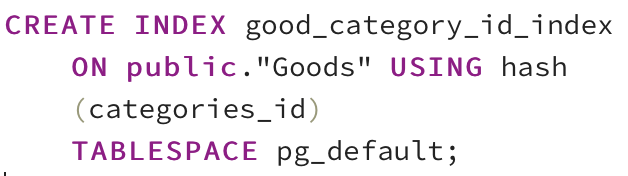 CREATE INDEX good_category_id_index
ON public."Goods" USING hash
(categories_id)
TABLESPACE pg_default;